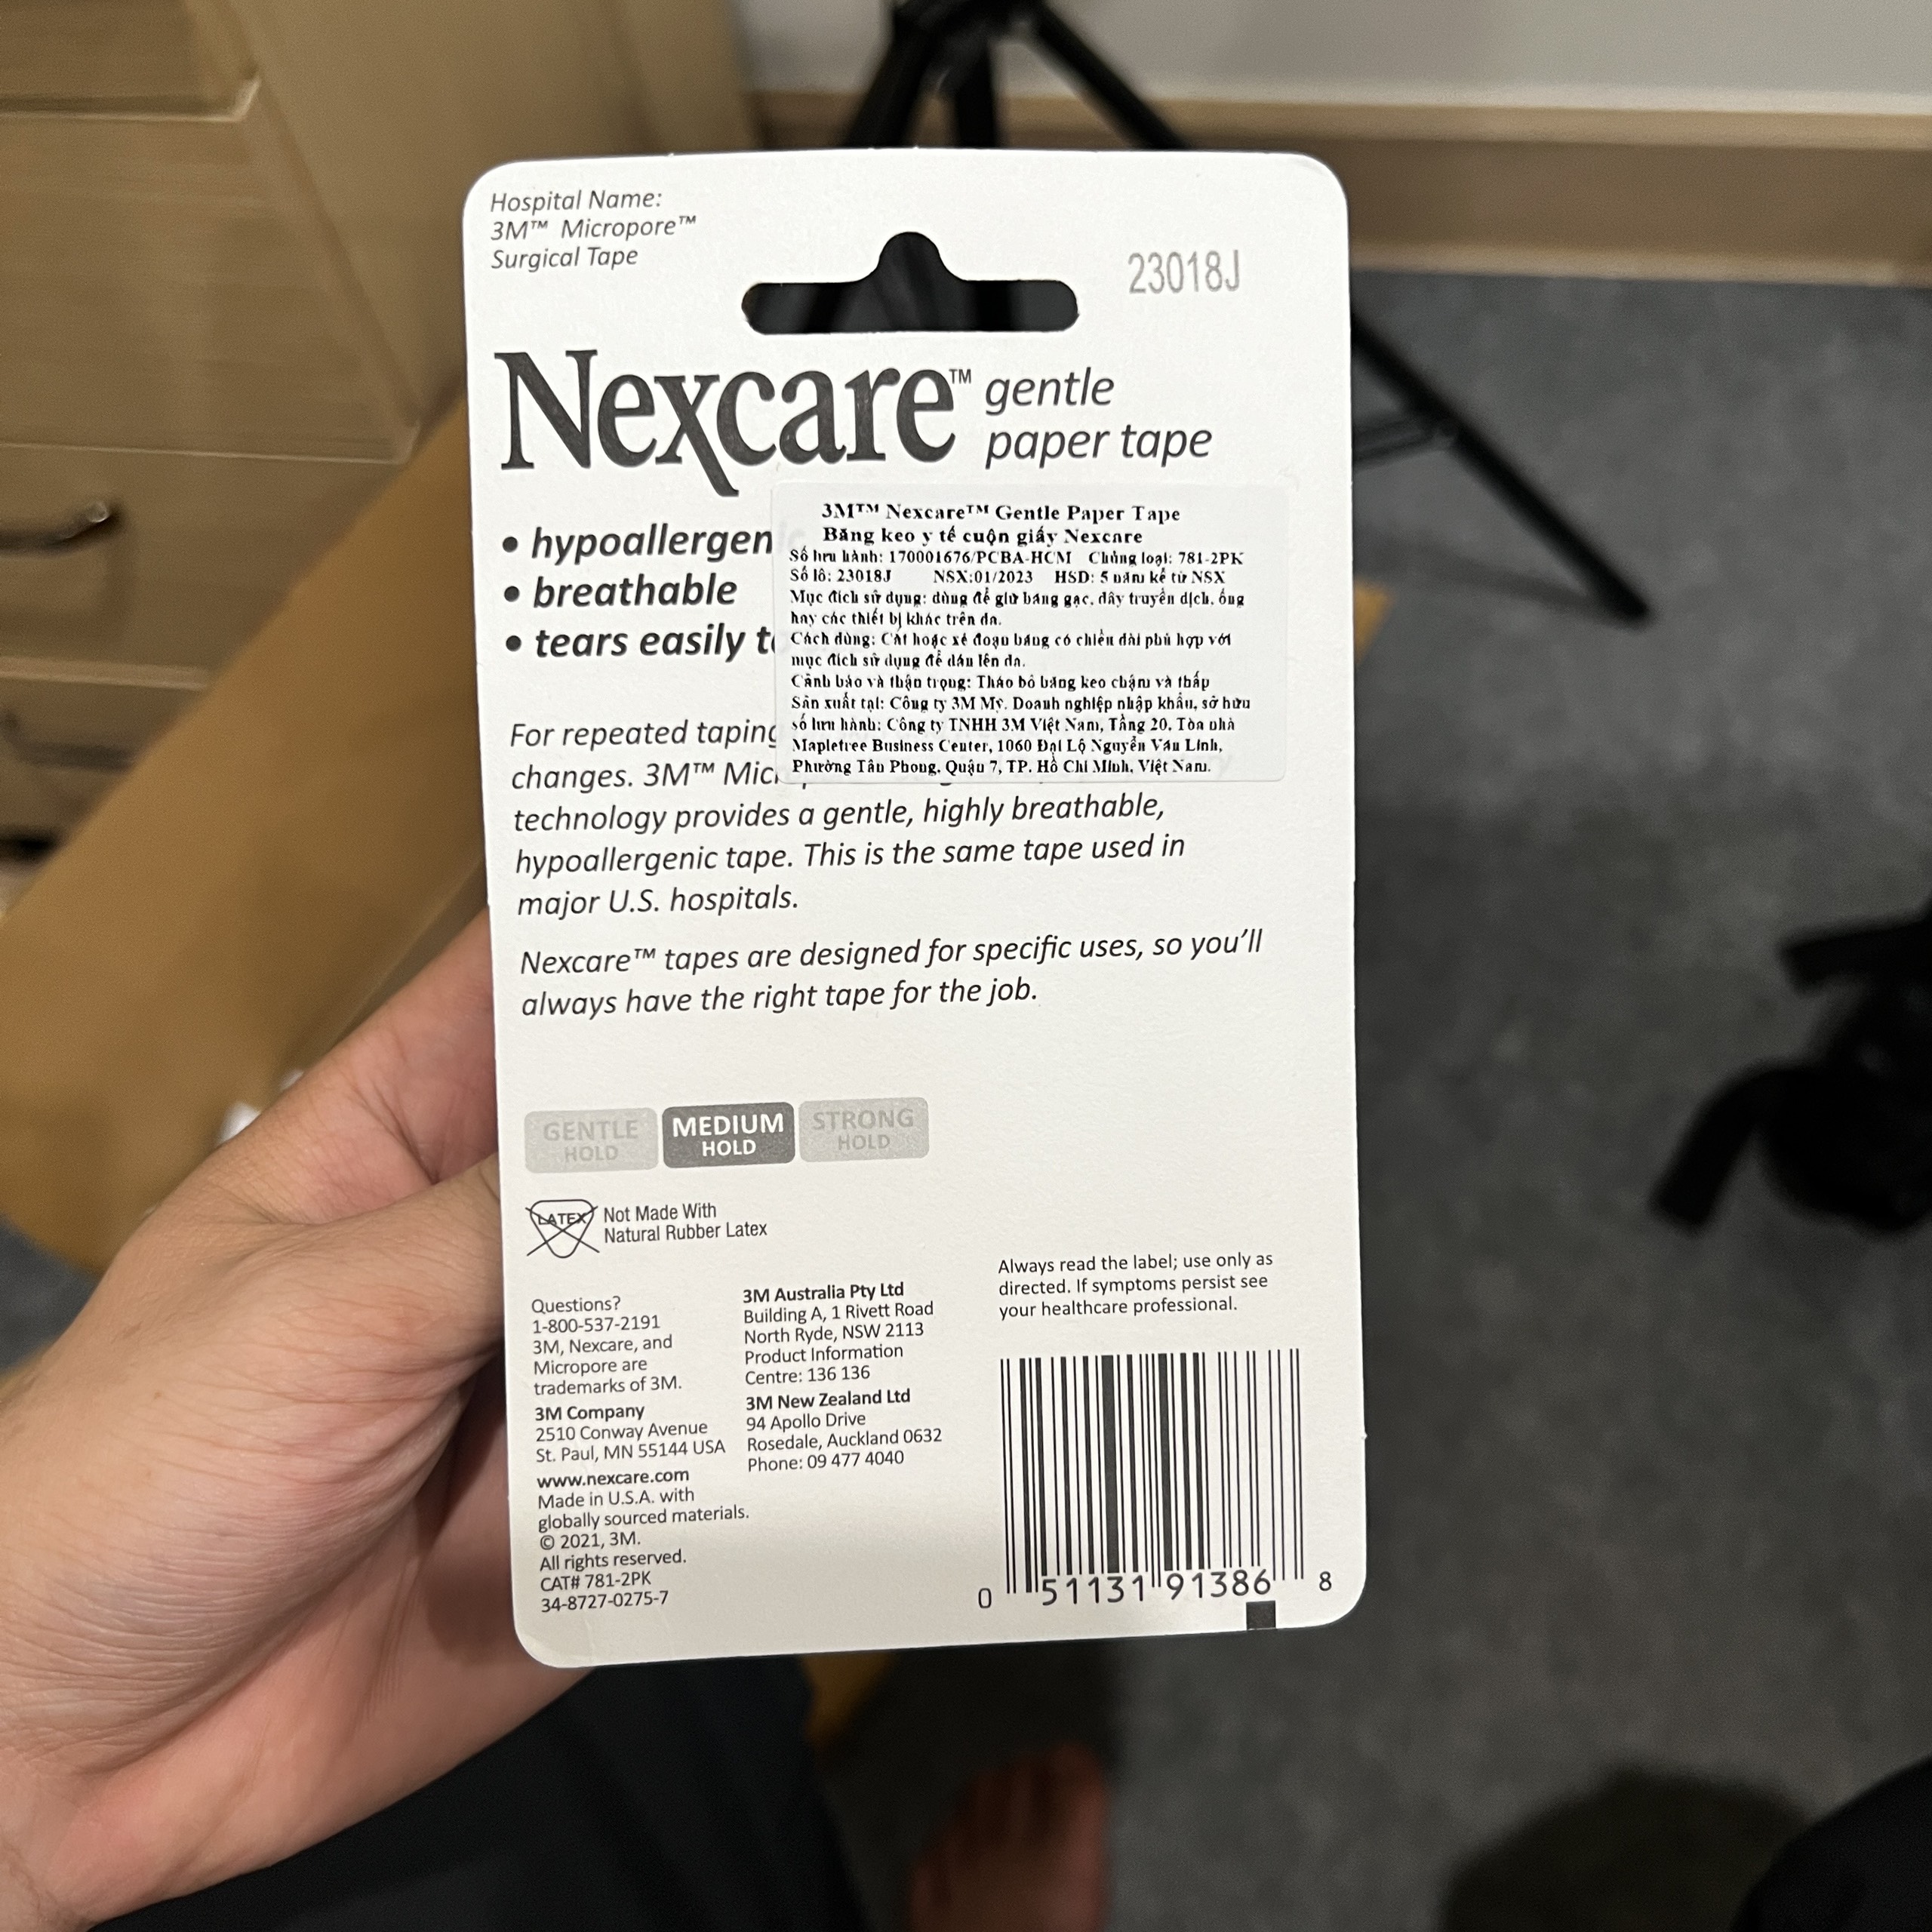 Hospital Name:
3M™ Micropore™
Surgical Tape
23018J
Nexcare™ gentle
paper tape
• hypoallergen
• breathable
• tears easily
3M™ Nexcare™ Gentle Paper Tape
Băng keo y tế cuộn giấy Nexcare
Số lưu hành: 170001676/PCBA-HCM Chủng loại: 781-2PK
Số lô: 23018J NSX:01/2023 HSD: 5 năm kể từ NSX
Mục đích sử dụng: dùng để giữ băng gạc, dây truyền dịch, ống
hay các thiết bị khác trên da.
Cách dùng: Cắt hoặc xé đoạn băng có chiều dài phù hợp với
mục đích sử dụng để dán lên da.
Cảnh báo và thận trọng: Tháo bỏ băng keo chậm và thấp
Sản xuất tại: Công ty 3M Mỹ. Doanh nghiệp nhập khẩu, sở hữu
số lưu hành: Công ty TNHH 3M Việt Nam, Tầng 20, Tòa nhà
Mapletree Business Center, 1060 Đại Lộ Nguyễn Văn Linh,
Phường Tân Phong, Quận 7, TP. Hồ Chí Minh, Việt Nam.
For repeated taping
changes. 3M™
technology provides a gentle, highly breathable,
hypoallergenic tape. This is the same tape used in
major U.S. hospitals.
Nexcare™ tapes are designed for specific uses, so you'll
always have the right tape for the job.
GENTLE HOLD
MEDIUM HOLD
STRONG HOLD
LATEX
Not Made With
Natural Rubber Latex
Questions?
1-800-537-2191
3M, Nexcare, and
Micropore are
trademarks of 3M.
3M Company
2510 Conway Avenue
St. Paul, MN 55144 USA
www.nexcare.com
Made in U.S.A. with
globally sourced materials.
© 2021, 3M.
All rights reserved.
CAT# 781-2PK
34-8727-0275-7
3M Australia Pty Ltd
Building A, 1 Rivett Road
North Ryde, NSW 2113
Product Information
Centre: 136 136
3M New Zealand Ltd
94 Apollo Drive
Rosedale, Auckland 0632
Phone: 09 477 4040
Always read the label; use only as
directed. If symptoms persist see
your healthcare professional.
0 51131 91386 8